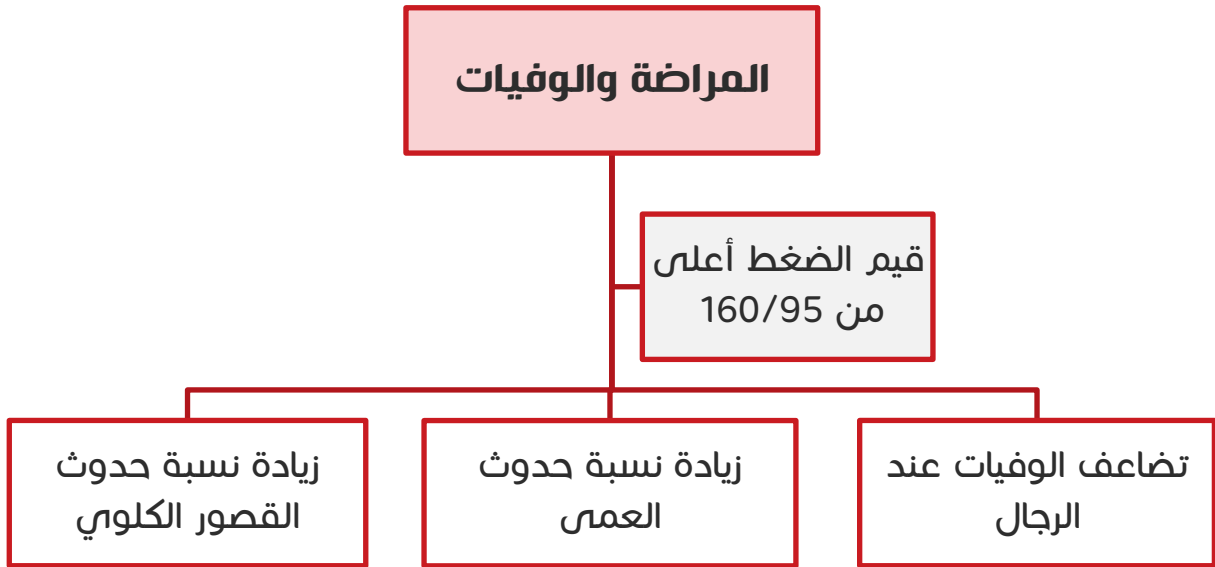 المراضة والوفيات
قيم الضغط أعلى
من 160/95
تضاعف الوفيات عند
الرجال
زيادة نسبة حدوث
العمى
زيادة نسبة حدوث
القصور الكلوي